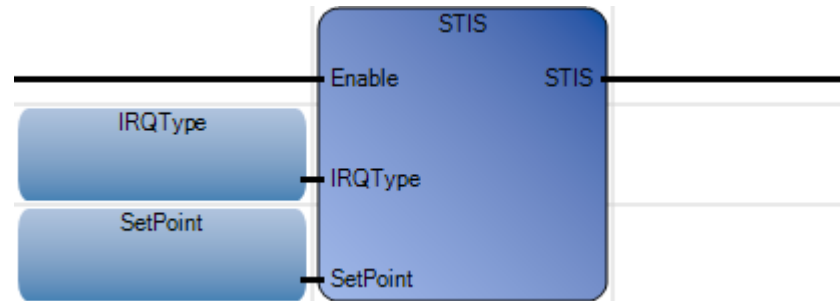 STIS
Enable STIS
IRQType
IRQType
SetPoint
SetPoint